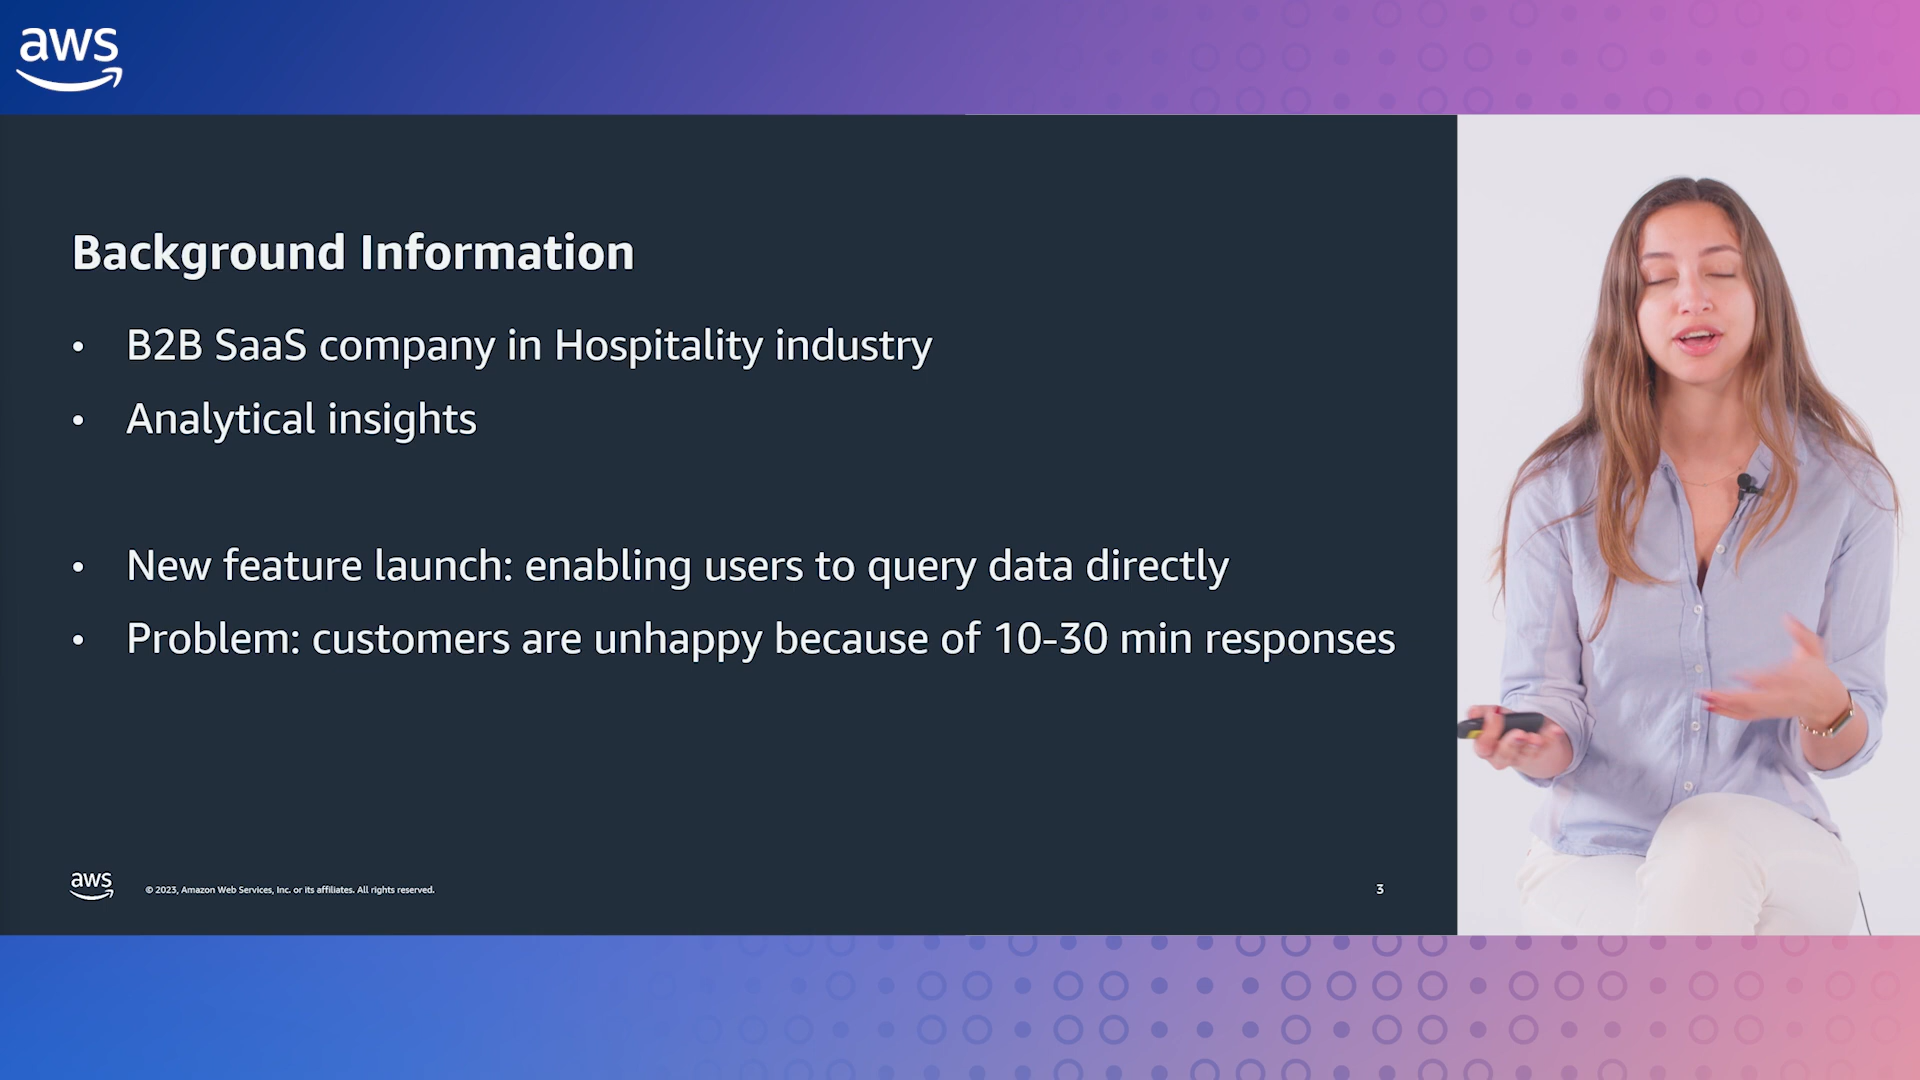 aws
Background Information
• B2B SaaS company in Hospitality industry
• Analytical insights
• New feature launch: enabling users to query data directly
• Problem: customers are unhappy because of 10-30 min responses
aws
© 2023, Amazon Web Services, Inc. or its affiliates. All rights reserved.
3